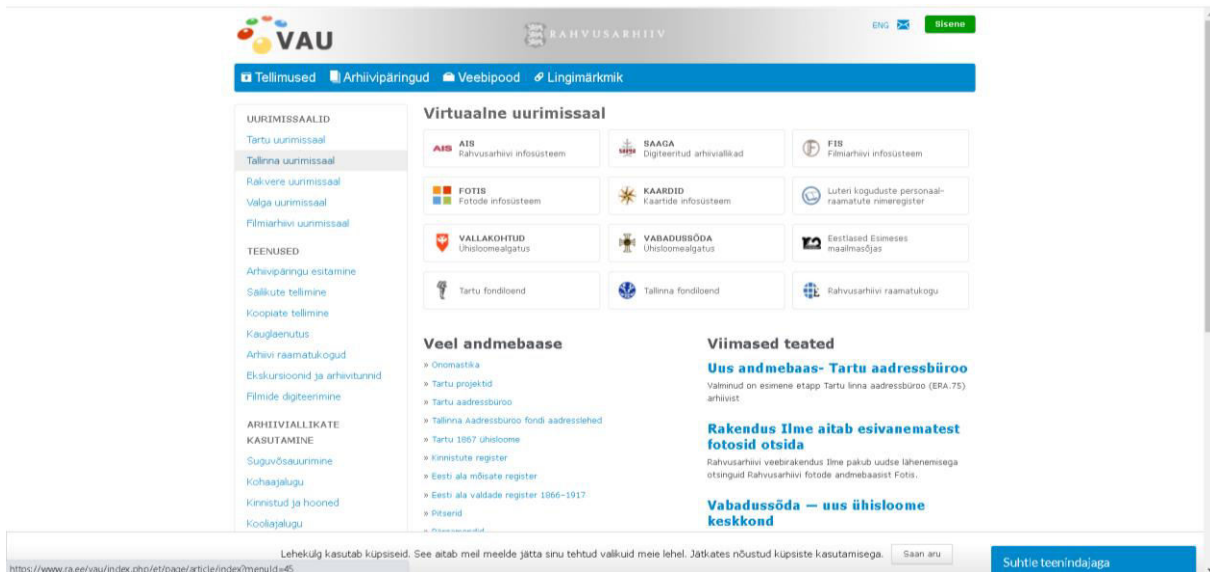 VAU
RAHVUSARHIIV
ENG
Sisene
Tellimused Arhiivipäringud Veebipood Lingimärkmik
UURIMISSAALID
Tartu uurimissaal
Tallinna uurimissaal
Rakvere uurimissaal
Valga uurimissaal
Filmiarhiivi uurimissaal
TEENUSED
Arhiivipäringu esitamine
Säilikute tellimine
Koopiate tellimine
Kauglaenutus
Arhiivi raamatukogud
Ekskursioonid ja arhiivitunnid
Filmide digiteerimine
ARHIIVIALLIKATE
KASUTAMINE
Suguvõsauurimine
Kohaajalugu
Kinnistud ja hooned
Kooliajalugu
Virtuaalne uurimissaal
AIS
AIS
Rahvusarhiivi infosüsteem
SAAGA
Digiteeritud arhiiviallikad
FIS
Filmiarhiivi infosüsteem
FOTIS
Fotode infosüsteem
KAARDID
Kaartide infosüsteem
Luteri koguduste personaal-
raamatute nimeregister
VALLAKOHTUD
Ühisloomealgatus
VABADUSSÕDA
Ühisloomealgatus
Eestlased Esimeses
maailmasõjas
Tartu fondiloend
Tallinna fondiloend
Rahvusarhiivi raamatukogu
Veel andmebaase
» Onomastika
» Tartu projektid
» Tartu aadressbüroo
» Tallinna Aadressbüroo fondi aadresslehed
» Tartu 1867 ühisloome
» Kinnistute register
» Eesti ala mõisate register
» Eesti ala valdade register 1866–1917
» Pitserid
Viimased teated
Uus andmebaas- Tartu aadressbüroo
Valminud on esimene etapp Tartu linna aadressbüroo (ERA.75)
arhiivist
Rakendus Ilme aitab esivanematest
fotosid otsida
Rahvusarhiivi veebirakendus Ilme pakub uudse lähenemisega
otsinguid Rahvusarhiivi fotode andmebaasist Fotis.
Vabadussõda — uus ühisloome
keskkond
Lehekülg kasutab küpsiseid. See aitab meil meelde jätta sinu tehtud valikuid meie lehel. Jätkates nõustud küpsiste kasutamisega. Saan aru
Suhtle teenindajaga
https://www.ra.ee/vau/index.php/et/page/article/index?menuId=45